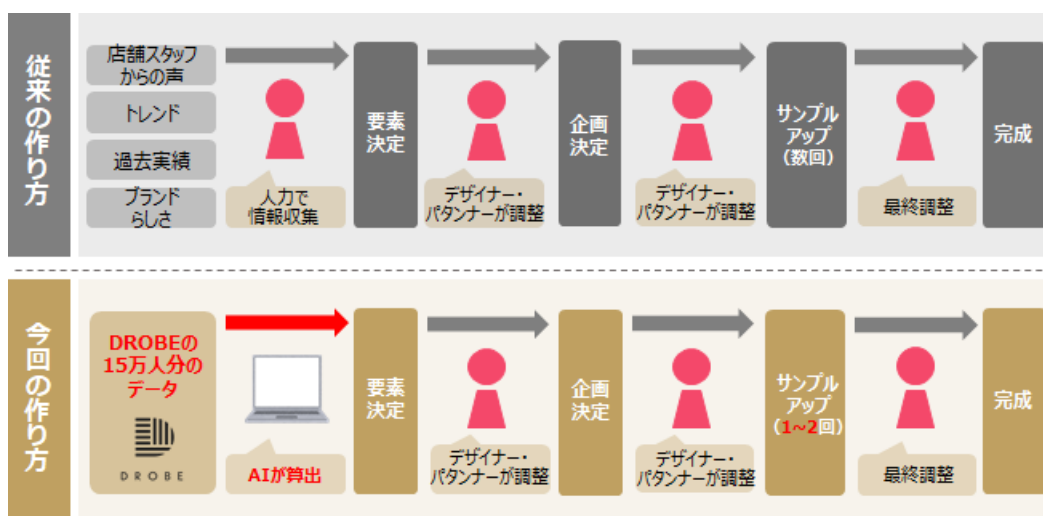 従来の作り方
店舗スタッフ
からの声
トレンド
過去実績
ブランド
らしさ
人力で
情報収集
要素
決定
デザイナー・
パタンナーが調整
企画
決定
デザイナー・
パタンナーが調整
サンプル
アップ
(数回)
最終調整
完成
今回の作り方
DROBEの
15万人分の
データ
DROBE
AIが算出
要素
決定
デザイナー・
パタンナーが調整
企画
決定
デザイナー・
パタンナーが調整
サンプル
アップ
(1~2回)
最終調整
完成